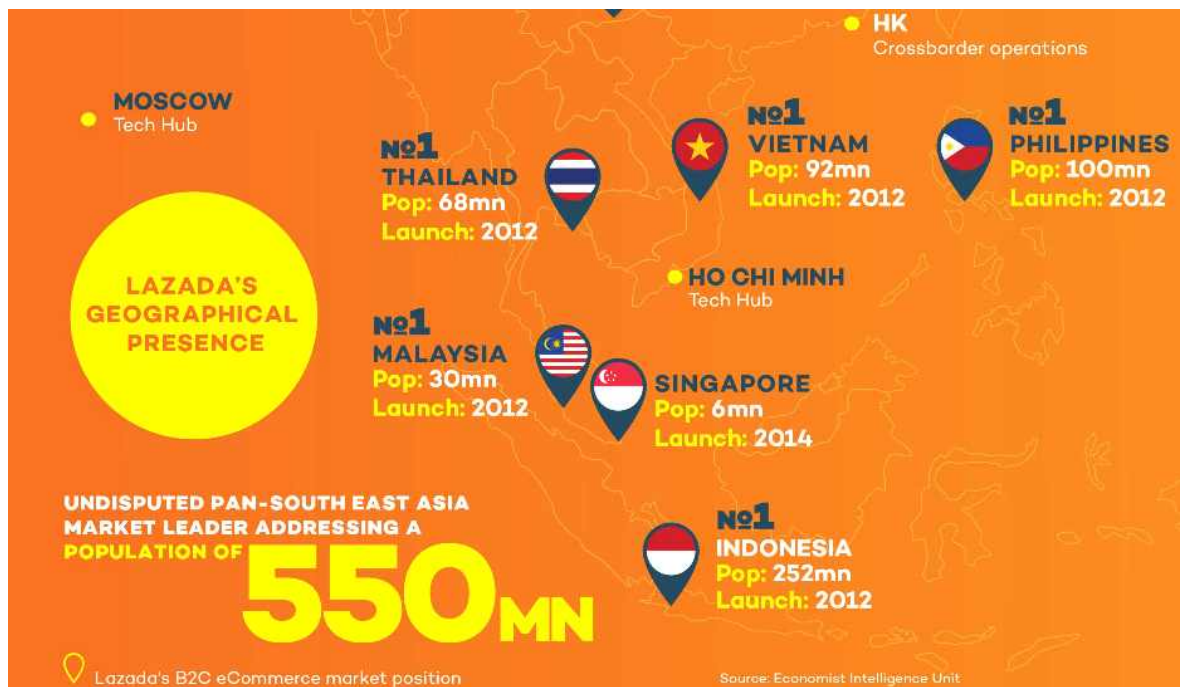 HK
Crossborder operations
MOSCOW
Tech Hub
№1
THAILAND
Pop: 68mn
Launch: 2012
№1
VIETNAM
Pop: 92mn
Launch: 2012
№1
PHILIPPINES
Pop: 100mn
Launch: 2012
LAZADA'S
GEOGRAPHICAL
PRESENCE
HO CHI MINH
Tech Hub
№1
MALAYSIA
Pop: 30mn
Launch: 2012
SINGAPORE
Pop: 6mn
Launch: 2014
UNDISPUTED PAN-SOUTH EAST ASIA
MARKET LEADER ADDRESSING A
POPULATION OF
550MN
№1
INDONESIA
Pop: 252mn
Launch: 2012
Lazada's B2C eCommerce market position
Source: Economist Intelligence Unit